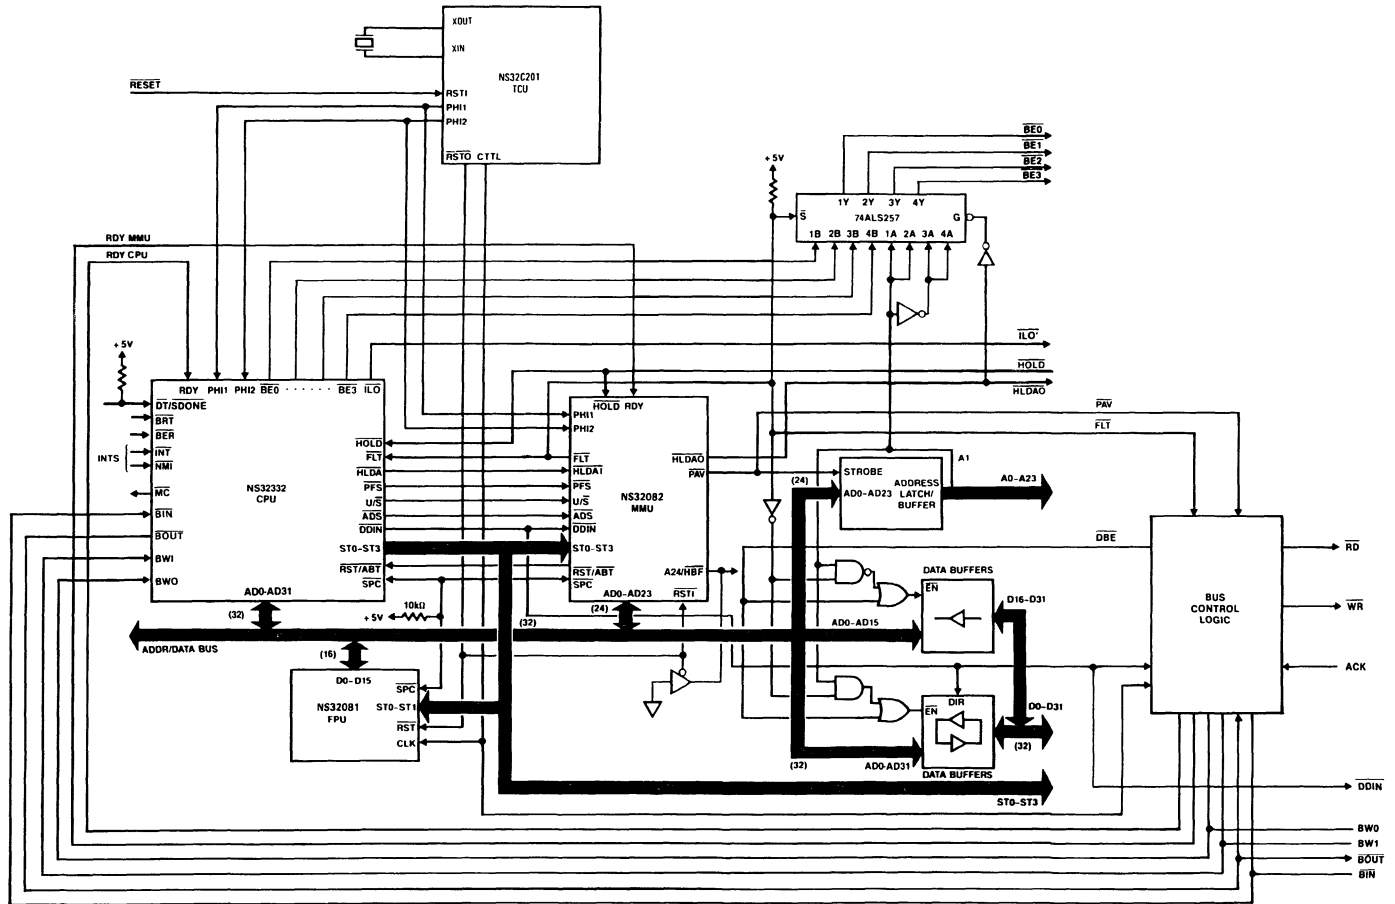 XOUT
XIN
NS32C201
TCU
RESET
RSTI
PHI1
PHI2
RSTO CTTL
BE0
BE1
BE2
BE3
+5V
1Y 2Y 3Y 4Y
S 74ALS257 G
1B 2B 3B 4B 1A 2A 3A 4A
RDY MMU
RDY CPU
ILO'
HOLD
HLDAO
+5V
RDY PHI1 PHI2 BE0 · · · · · · BE3 ILO
DT/SDONE
BRT
BER
INTS
INT
NMI
MC
BIN
BOUT
BWI
BWO
NS32332
CPU
HOLD
FLT
HLDA
PFS
U/S
ADS
DDIN
ST0-ST3
RST/ABT
SPC
AD0-AD31
HOLD RDY
PHI1
PHI2
FLT
HLDAI
PFS
U/S
ADS
DDIN
ST0-ST3
RST/ABT
SPC
NS32082
MMU
HLDAO
PAV
A24/HBF
RSTI
AD0-AD23
PAV
FLT
A1
(24)
STROBE
AD0-AD23
ADDRESS
LATCH/
BUFFER
A0-A23
DBE
DATA BUFFERS
EN
D16-D31
AD0-AD15
BUS
CONTROL
LOGIC
RD
WR
ACK
10kΩ
+5V
(32)
(24)
(32)
ADDR/DATA BUS
(16)
D0-D15
SPC
NS32081
FPU
ST0-ST1
RST
CLK
DIR
EN
D0-D31
(32)
(32)
AD0-AD31
DATA BUFFERS
ST0-ST3
DDIN
BW0
BW1
BOUT
BIN